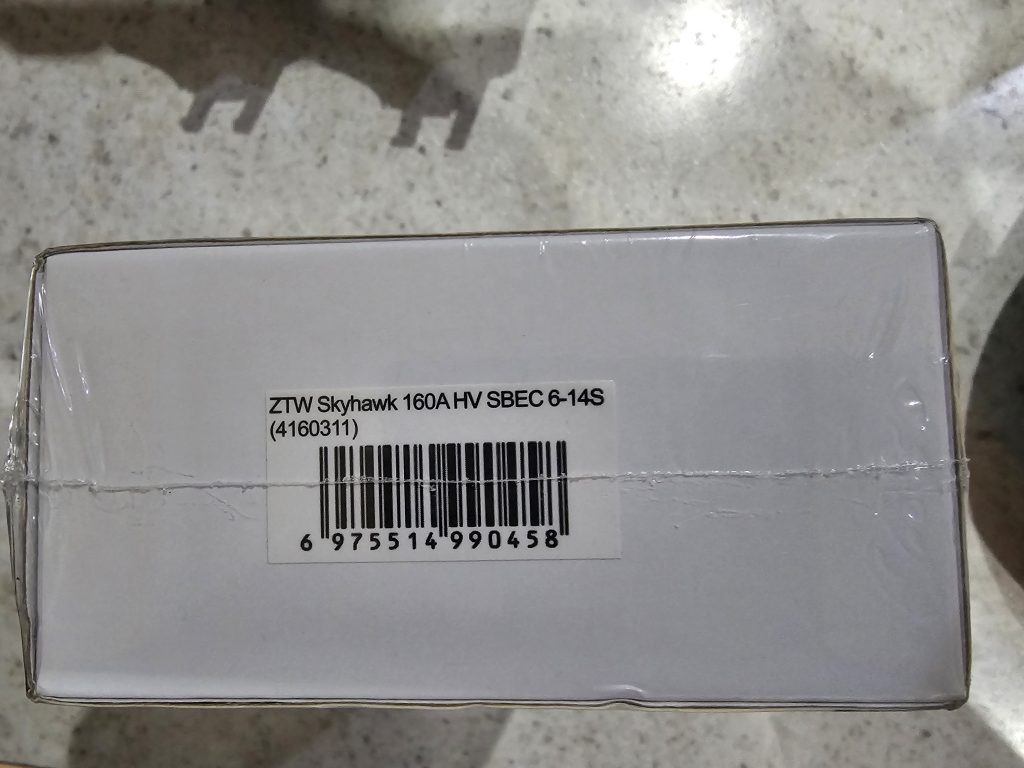 ZTW Skyhawk 160A HV SBEC 6-14S
(4160311)
6 975514 990458